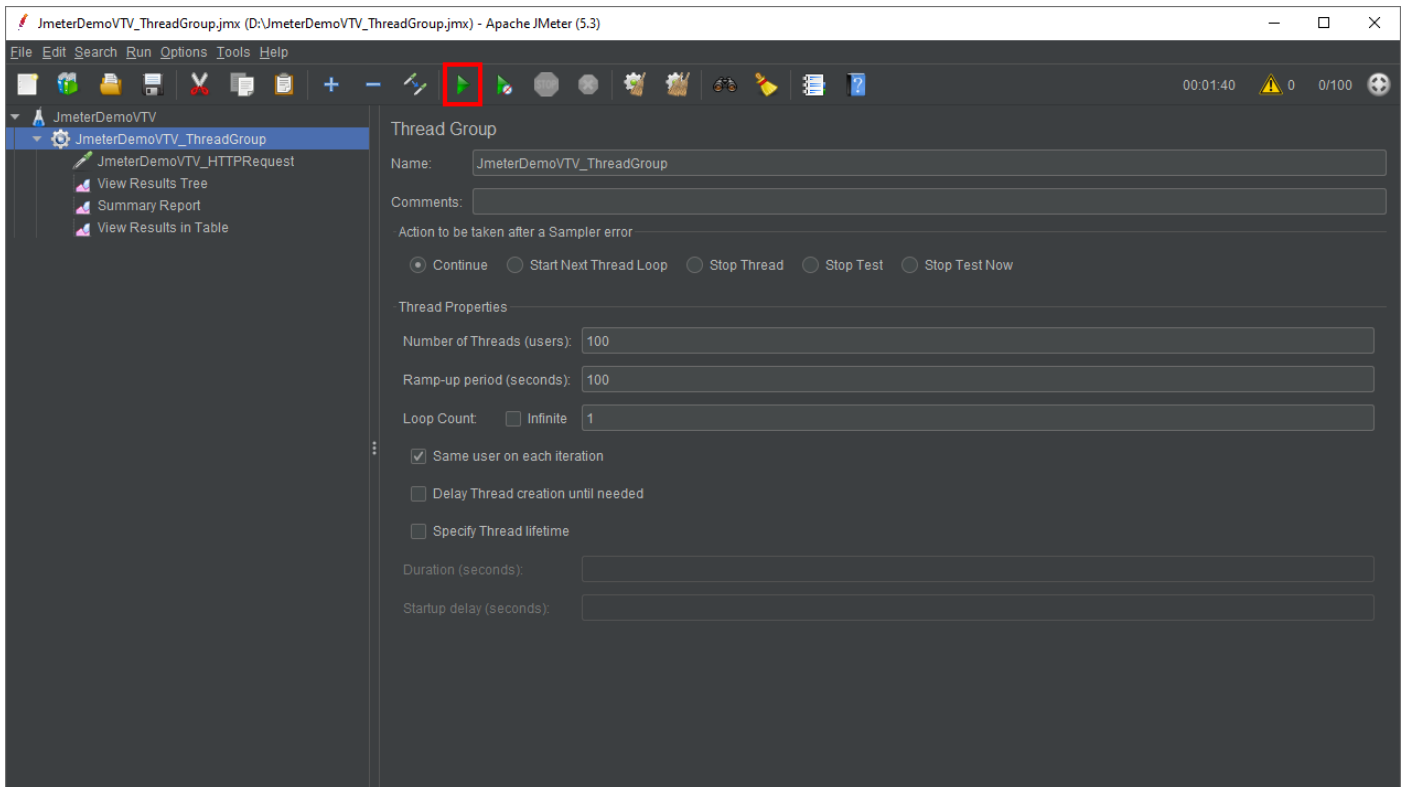 JmeterDemoVTV_ThreadGroup.jmx (D:\JmeterDemoVTV_ThreadGroup.jmx) - Apache JMeter (5.3)
File Edit Search Run Options Tools Help
STOP 00:01:40 0 0/100
JmeterDemoVTV
JmeterDemoVTV_ThreadGroup
JmeterDemoVTV_HTTPRequest
View Results Tree
Summary Report
View Results in Table
Thread Group
Name: JmeterDemoVTV_ThreadGroup
Comments:
Action to be taken after a Sampler error
Continue Start Next Thread Loop Stop Thread Stop Test Stop Test Now
Thread Properties
Number of Threads (users): 100
Ramp-up period (seconds): 100
Loop Count: Infinite 1
Same user on each iteration
Delay Thread creation until needed
Specify Thread lifetime
Duration (seconds):
Startup delay (seconds):